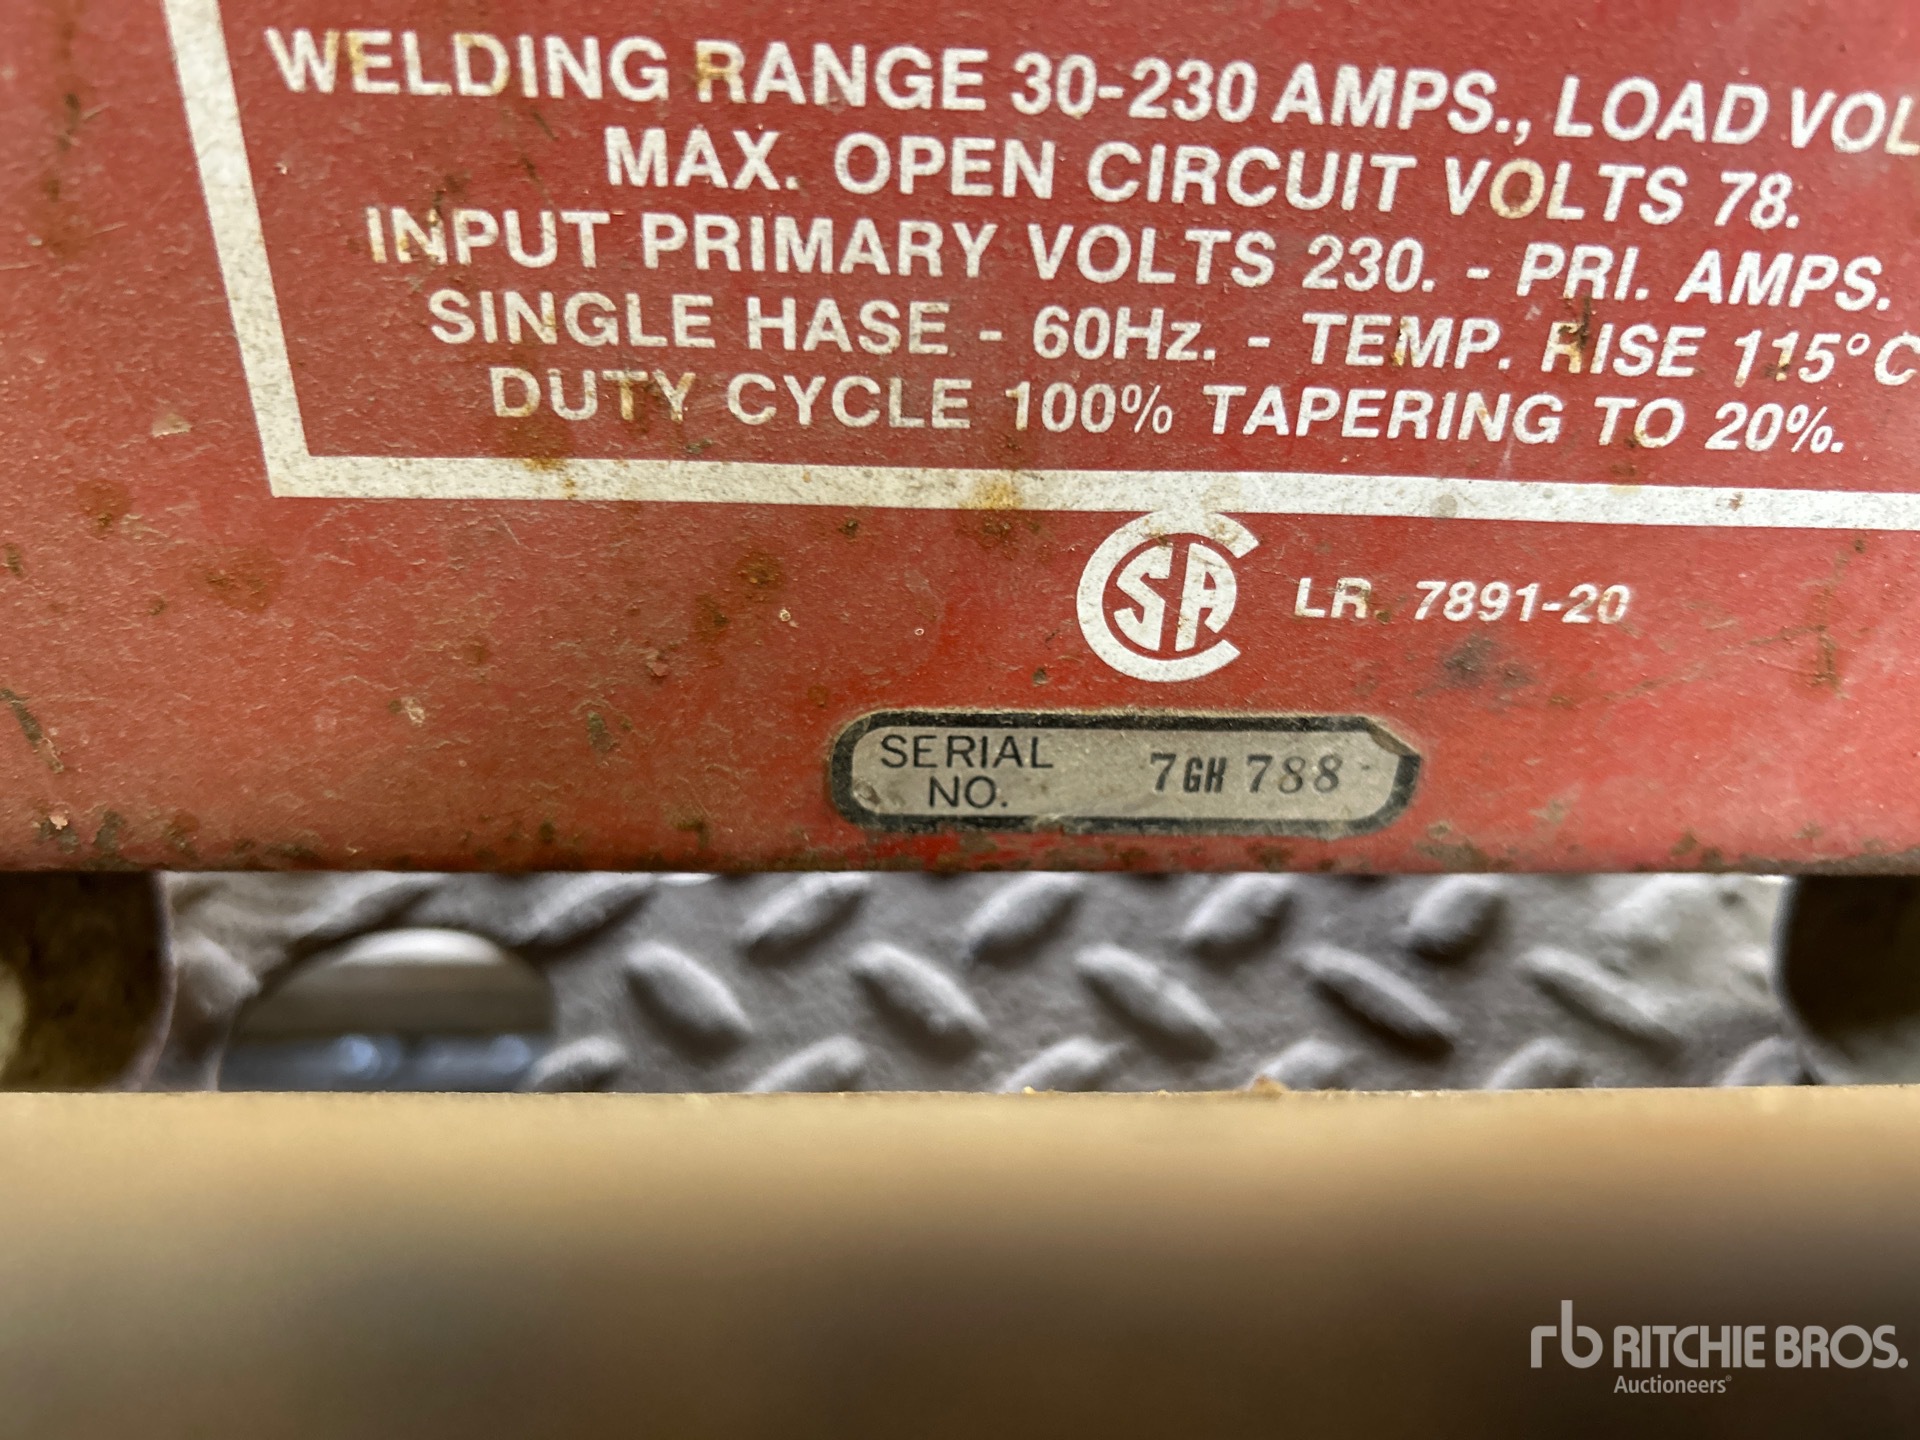 WELDING RANGE 30-230 AMPS., LOAD VOL
MAX. OPEN CIRCUIT VOLTS 78.
INPUT PRIMARY VOLTS 230. - PRI. AMPS.
SINGLE HASE - 60Hz. - TEMP. RISE 115°C
DUTY CYCLE 100% TAPERING TO 20%.
CSA LR. 7891-20
SERIAL NO. 7GH 788
rb RITCHIE BROS.
Auctioneers